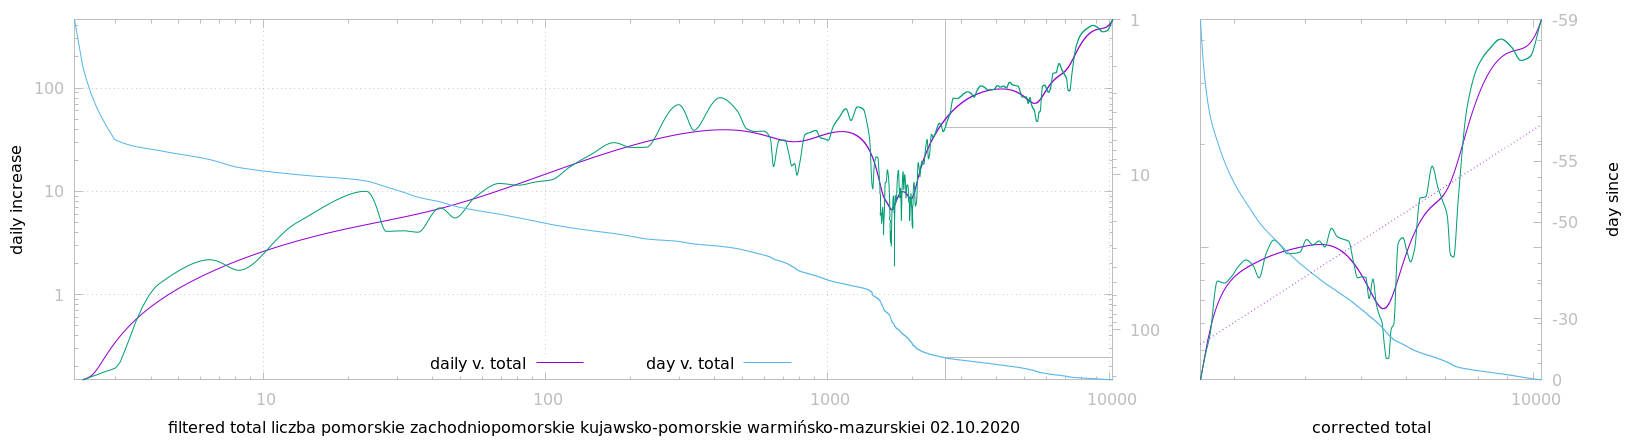 daily increase
100
10
1
10
100
1000
10000
1
10
100
daily v. total
day v. total
filtered total liczba pomorskie zachodniopomorskie kujawsko-pomorskie warmińsko-mazurskiei 02.10.2020
-59
-55
-50
-30
0
day since
10000
corrected total